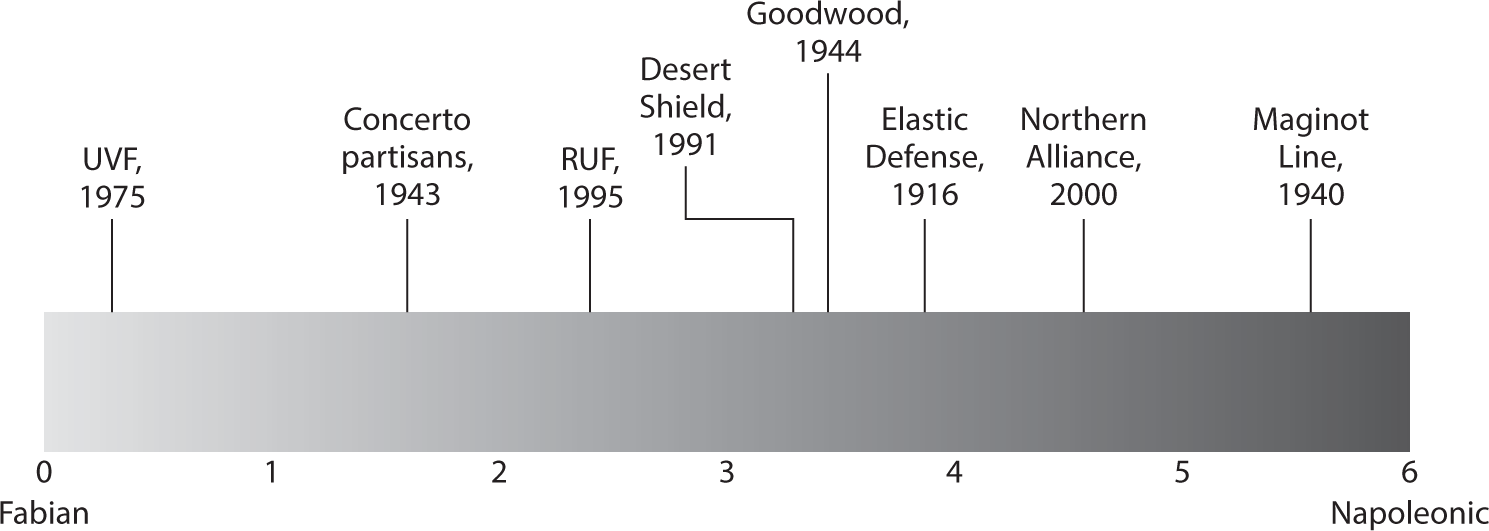 Goodwood,
1944
Desert
Shield,
1991
UVF,
1975
Concerto
partisans,
1943
RUF,
1995
Elastic
Defense,
1916
Northern
Alliance,
2000
Maginot
Line,
1940
0 1 2 3 4 5 6
Fabian Napoleonic